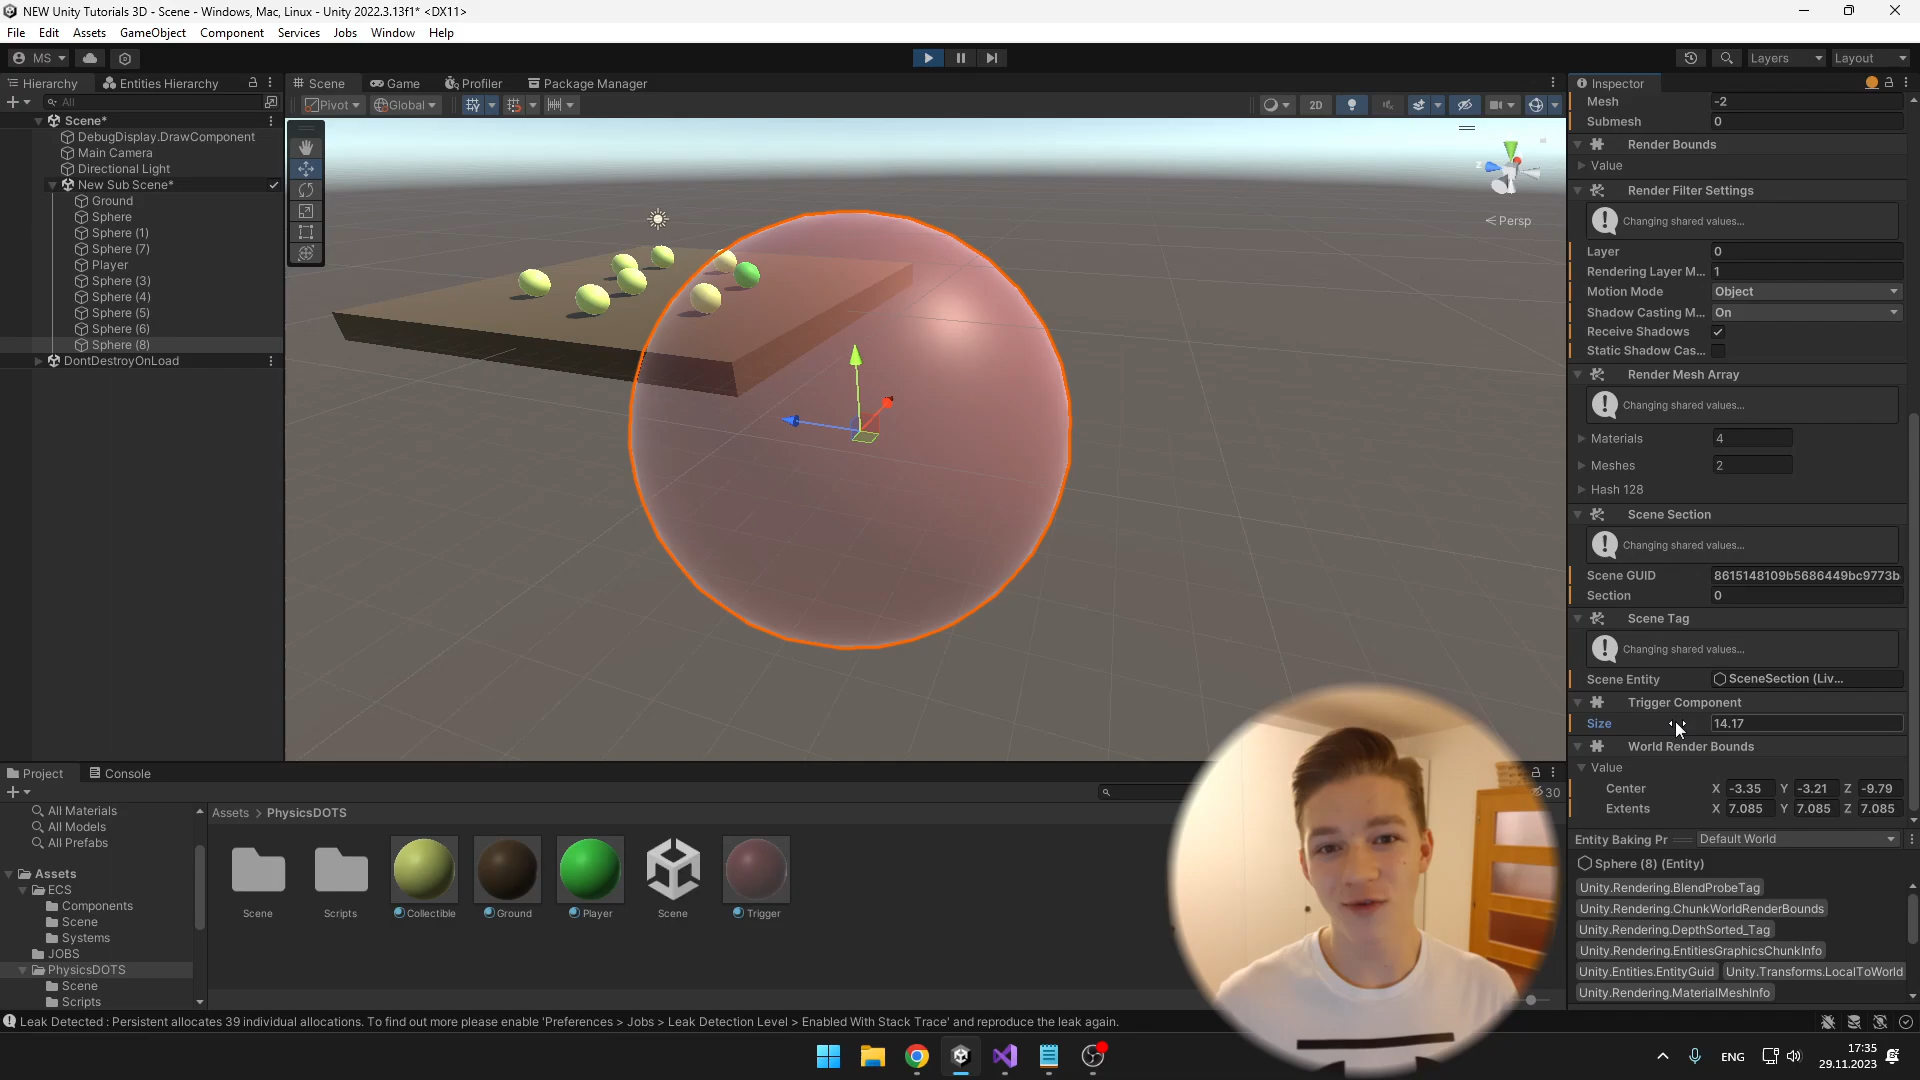 NEW Unity Tutorials 3D - Scene - Windows, Mac, Linux - Unity 2022.3.13f1* <DX11>
File Edit Assets GameObject Component Services Jobs Window Help
MS
Layers Layout
Hierarchy Entities Hierarchy
All
Scene*
DebugDisplay.DrawComponent
Main Camera
Directional Light
New Sub Scene*
Ground
Sphere
Sphere (1)
Sphere (7)
Player
Sphere (3)
Sphere (4)
Sphere (5)
Sphere (6)
Sphere (8)
DontDestroyOnLoad
Scene Game Profiler Package Manager
Pivot Global 2D
z
Persp
Inspector
Mesh -2
Submesh 0
Render Bounds
Value
Render Filter Settings
Changing shared values...
Layer 0
Rendering Layer M... 1
Motion Mode Object
Shadow Casting M... On
Receive Shadows
Static Shadow Cas...
Render Mesh Array
Changing shared values...
Materials 4
Meshes 2
Hash 128
Scene Section
Changing shared values...
Scene GUID 8615148109b5686449bc9773b
Section 0
Scene Tag
Changing shared values...
Scene Entity SceneSection (Liv...
Trigger Component
Size 14.17
World Render Bounds
Value
Center X -3.35 Y -3.21 Z -9.79
Extents X 7.085 Y 7.085 Z 7.085
Entity Baking Pr Default World
Sphere (8) (Entity)
Unity.Rendering.BlendProbeTag
Unity.Rendering.ChunkWorldRenderBounds
Unity.Rendering.DepthSorted_Tag
Unity.Rendering.EntitiesGraphicsChunkInfo
Unity.Entities.EntityGuid Unity.Transforms.LocalToWorld
Unity.Rendering.MaterialMeshInfo
Project Console
30
All Materials
All Models
All Prefabs
Assets
ECS
Components
Scene
Systems
JOBS
PhysicsDOTS
Scene
Scripts
Assets > PhysicsDOTS
Scene Scripts Collectible Ground Player Scene Trigger
Leak Detected : Persistent allocates 39 individual allocations. To find out more please enable 'Preferences > Jobs > Leak Detection Level > Enabled With Stack Trace' and reproduce the leak again.
ENG
17:35
29.11.2023